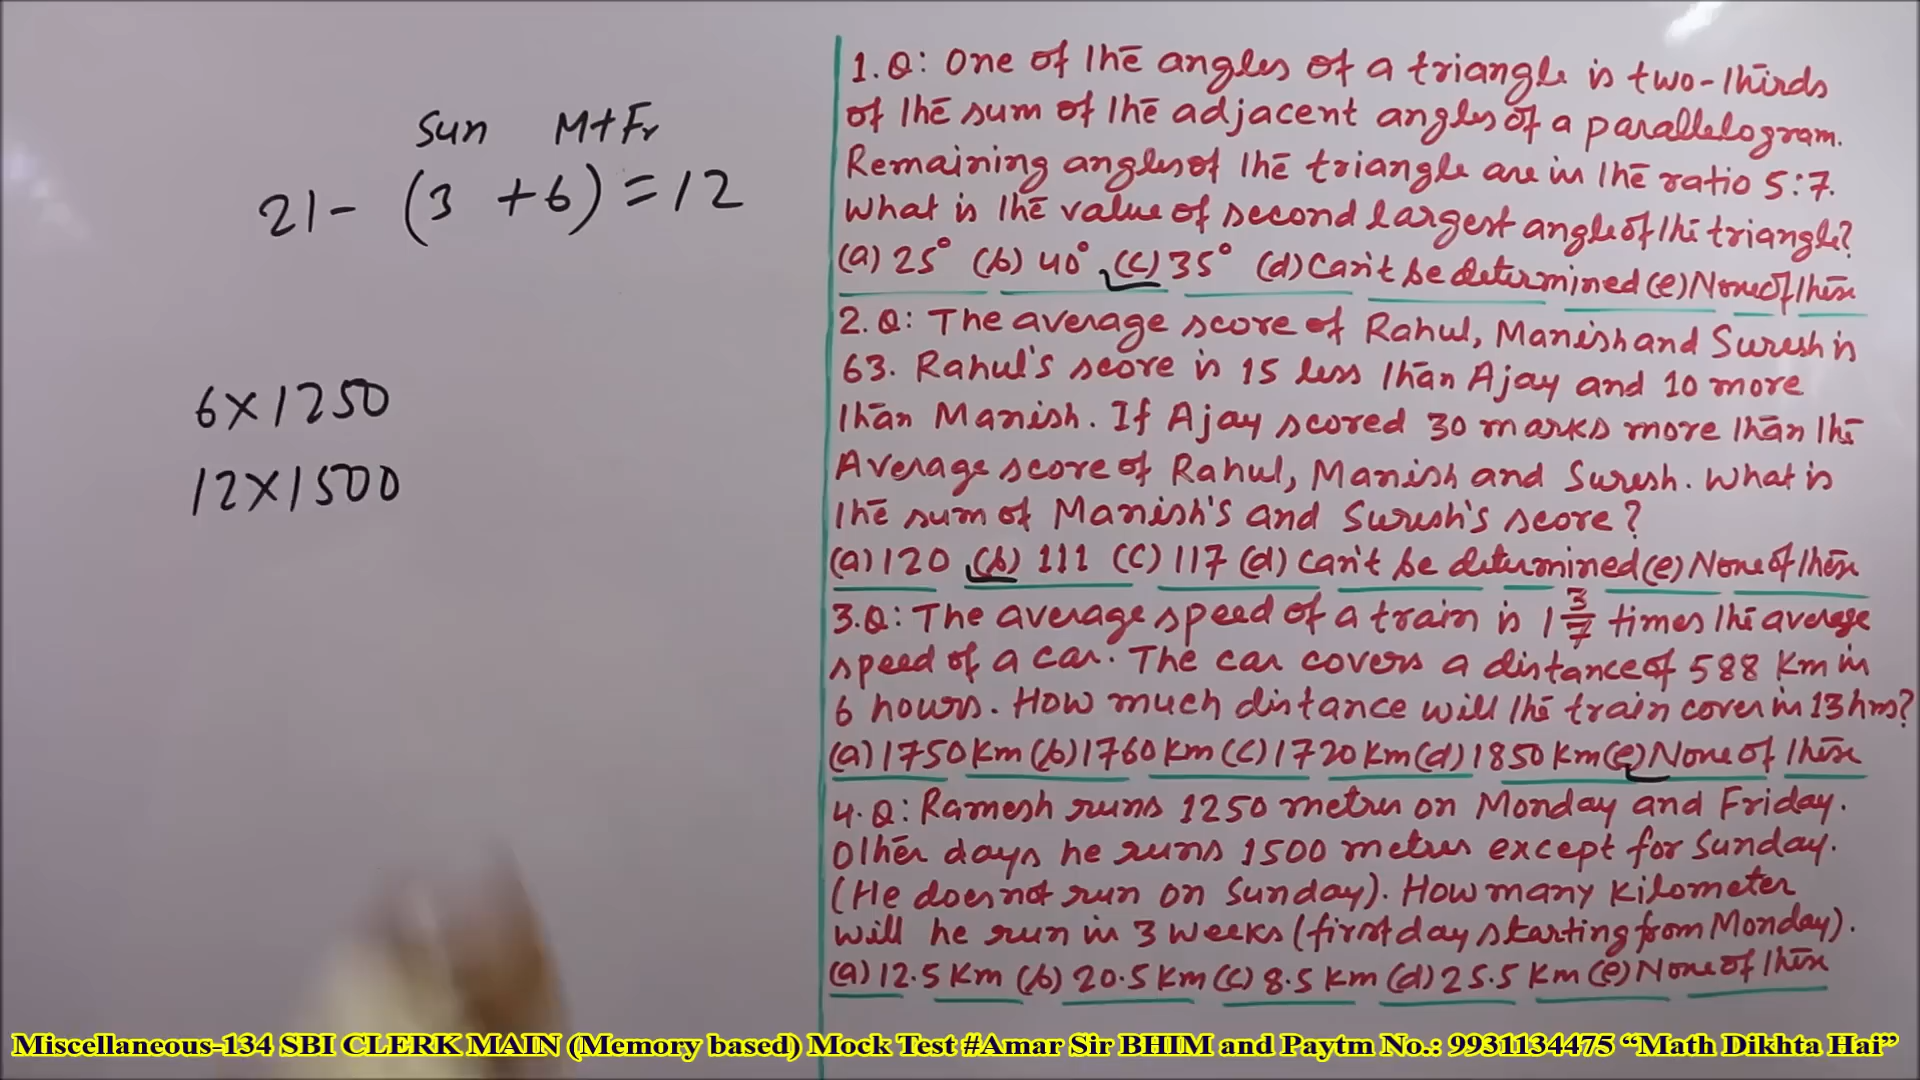 Sun M+Fr
21- (3 +6) =12
6×1250
12×1500
1.Q: One of the angles of a triangle is two-thirds
of the sum of the adjacent angles of a parallelogram.
Remaining angles of the triangle are in the ratio 5:7.
What is the value of second largest angle of the triangle?
(a) 25° (b) 40° (c) 35° (d) Can't be determined (e) None of these
2.Q: The average score of Rahul, Manish and Suresh is
63. Rahul's score is 15 less than Ajay and 10 more
than Manish. If Ajay scored 30 marks more than the
Average score of Rahul, Manish and Suresh. What is
the sum of Manish's and Suresh's score?
(a) 120 (b) 111 (c) 117 (d) Can't be determined (e) None of these
3.Q: The average speed of a train is 1 3/7 times the average
speed of a car. The car covers a distance of 588 Km in
6 hours. How much distance will the train cover in 13 hrs?
(a) 1750 Km (b) 1760 Km (c) 1720 Km (d) 1850 Km (e) None of these
4.Q: Ramesh runs 1250 metres on Monday and Friday.
Other days he runs 1500 metres except for Sunday.
(He does not run on Sunday). How many kilometer
will he run in 3 weeks (first day starting from Monday).
(a) 12.5 Km (b) 20.5 Km (c) 8.5 Km (d) 25.5 Km (e) None of these
Miscellaneous-134 SBI CLERK MAIN (Memory based) Mock Test #Amar Sir BHIM and Paytm No.: 9931134475 “Math Dikhta Hai”